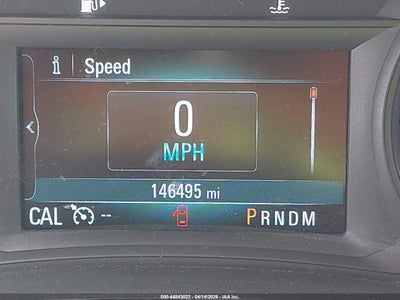 i Speed
0
MPH
146495 mi
CAL -- PRNDM
000-44843022 - 04/14/2026 - IAA Inc.